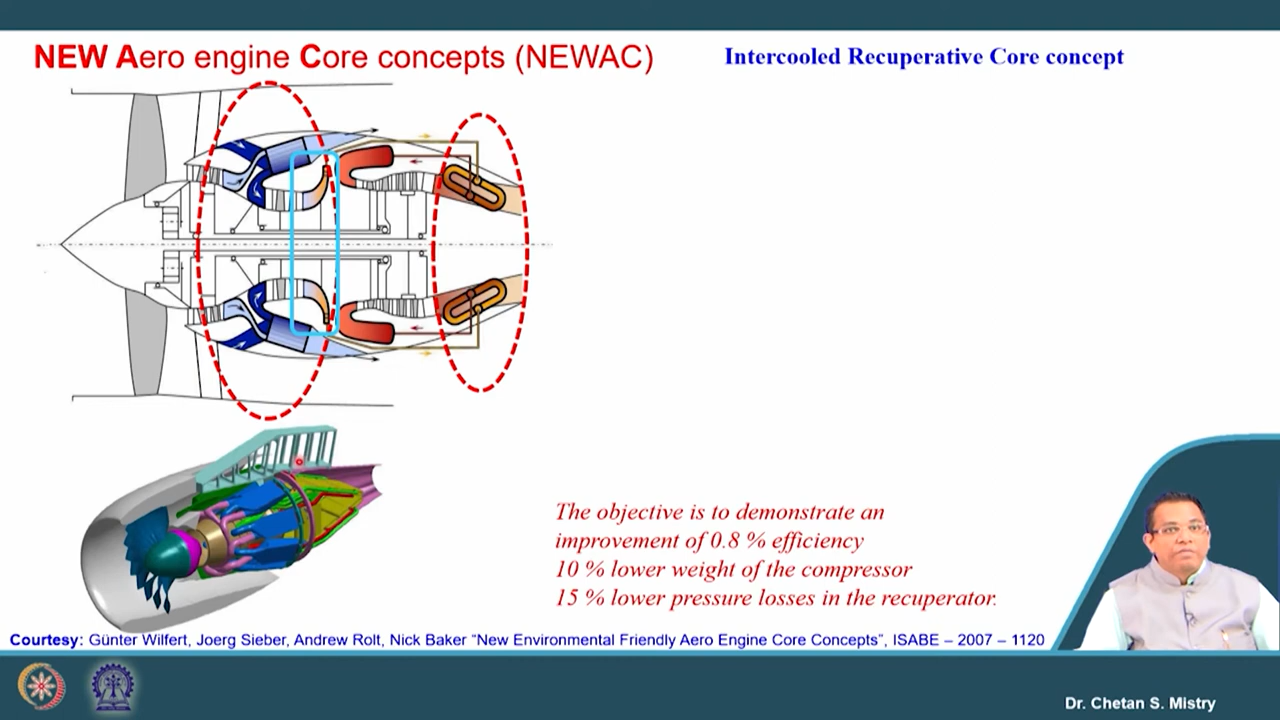 NEW Aero engine Core concepts (NEWAC)
Intercooled Recuperative Core concept
The objective is to demonstrate an
improvement of 0.8 % efficiency
10 % lower weight of the compressor
15 % lower pressure losses in the recuperator.
Courtesy: Günter Wilfert, Joerg Sieber, Andrew Rolt, Nick Baker "New Environmental Friendly Aero Engine Core Concepts", ISABE – 2007 – 1120
Dr. Chetan S. Mistry